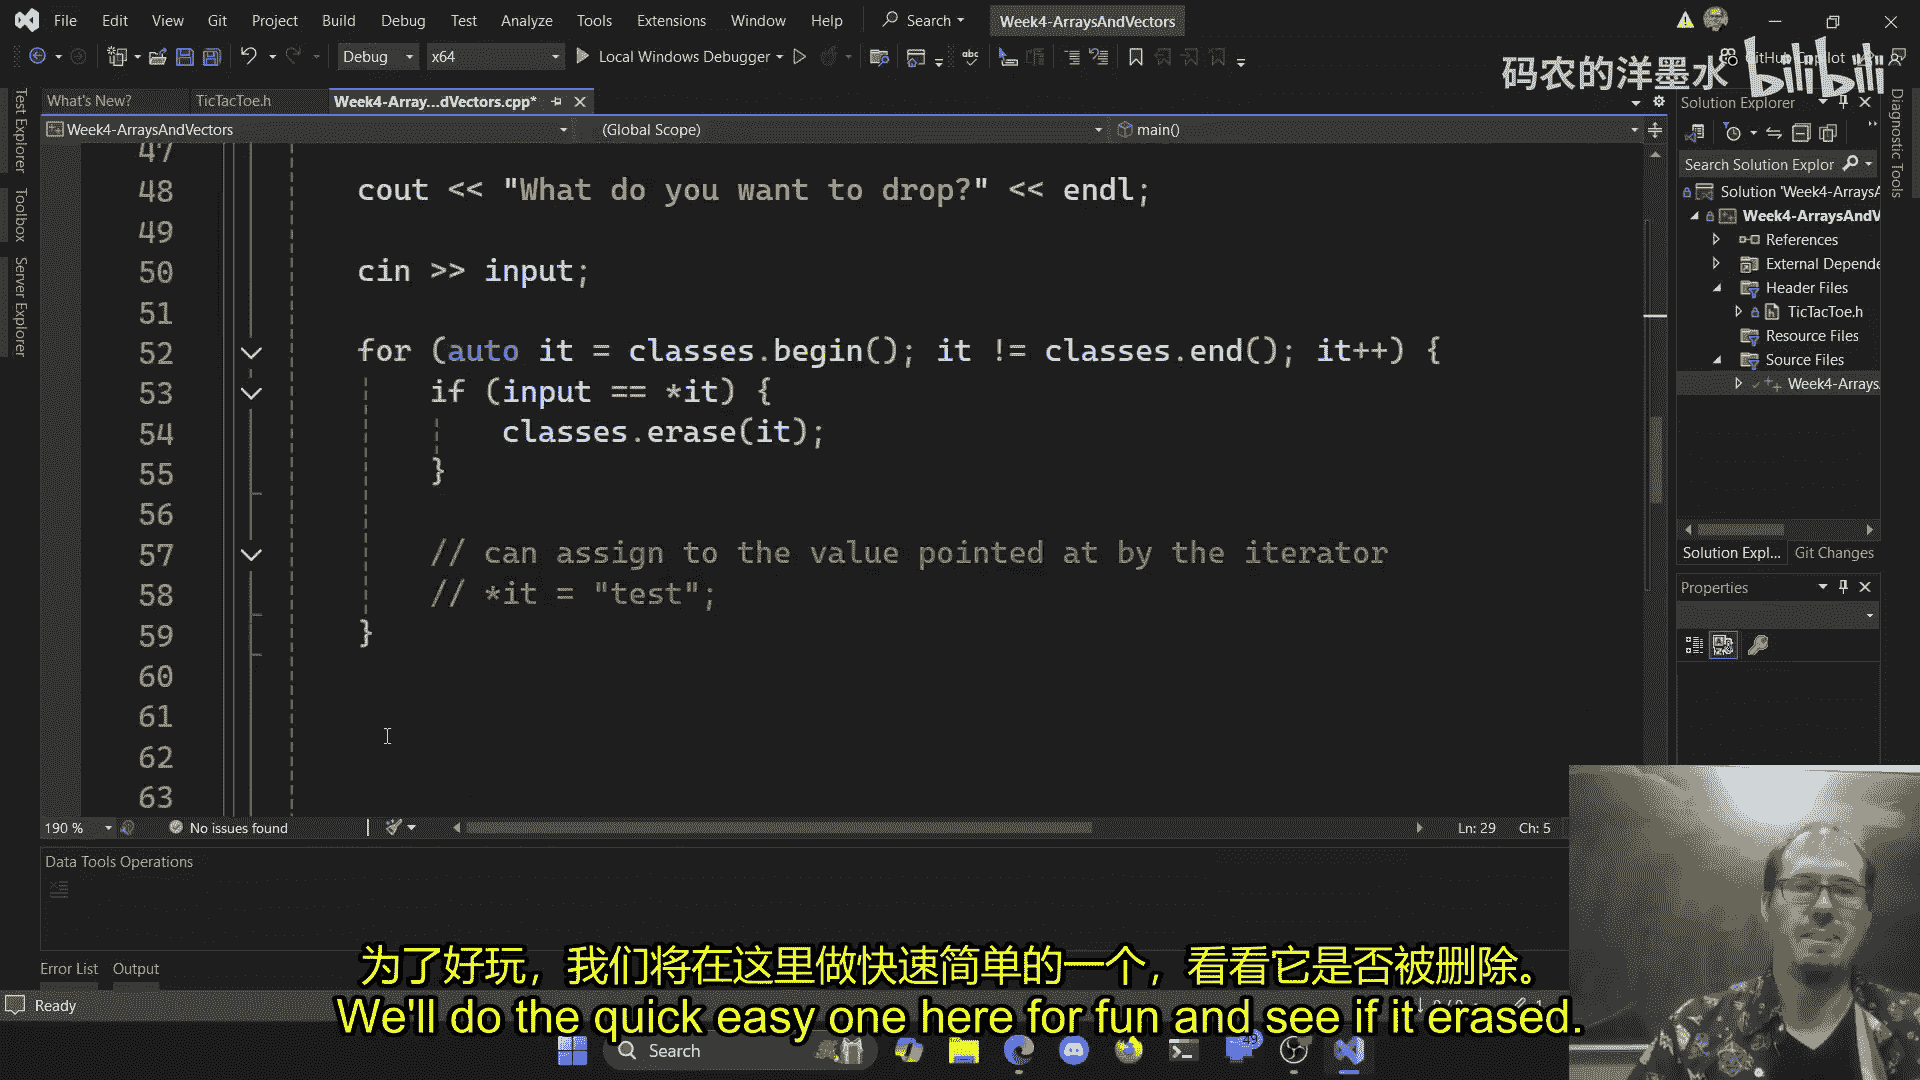 File Edit View Git Project Build Debug Test Analyze Tools Extensions Window Help Search Week4-ArraysAndVectors
Debug x64 Local Windows Debugger
码农的洋墨水 bilibili
What's New? TicTacToe.h Week4-Array...dVectors.cpp*
Week4-ArraysAndVectors (Global Scope) main()
47
48 cout << "What do you want to drop?" << endl;
49
50 cin >> input;
51
52 for (auto it = classes.begin(); it != classes.end(); it++) {
53 if (input == *it) {
54 classes.erase(it);
55 }
56
57 // can assign to the value pointed at by the iterator
58 // *it = "test";
59 }
60
61
62
63
190 % No issues found Ln: 29 Ch: 5
Test Explorer
Toolbox
Server Explorer
Solution Explorer
Search Solution Explor
Solution 'Week4-ArraysA
Week4-ArraysAndV
References
External Depende
Header Files
TicTacToe.h
Resource Files
Source Files
Week4-Arrays
Solution Expl... Git Changes
Properties
Diagnostic Tools
Data Tools Operations
Error List Output
Ready
为了好玩，我们将在这里做快速简单的一个，看看它是否被删除。
We'll do the quick easy one here for fun and see if it erased.
Search